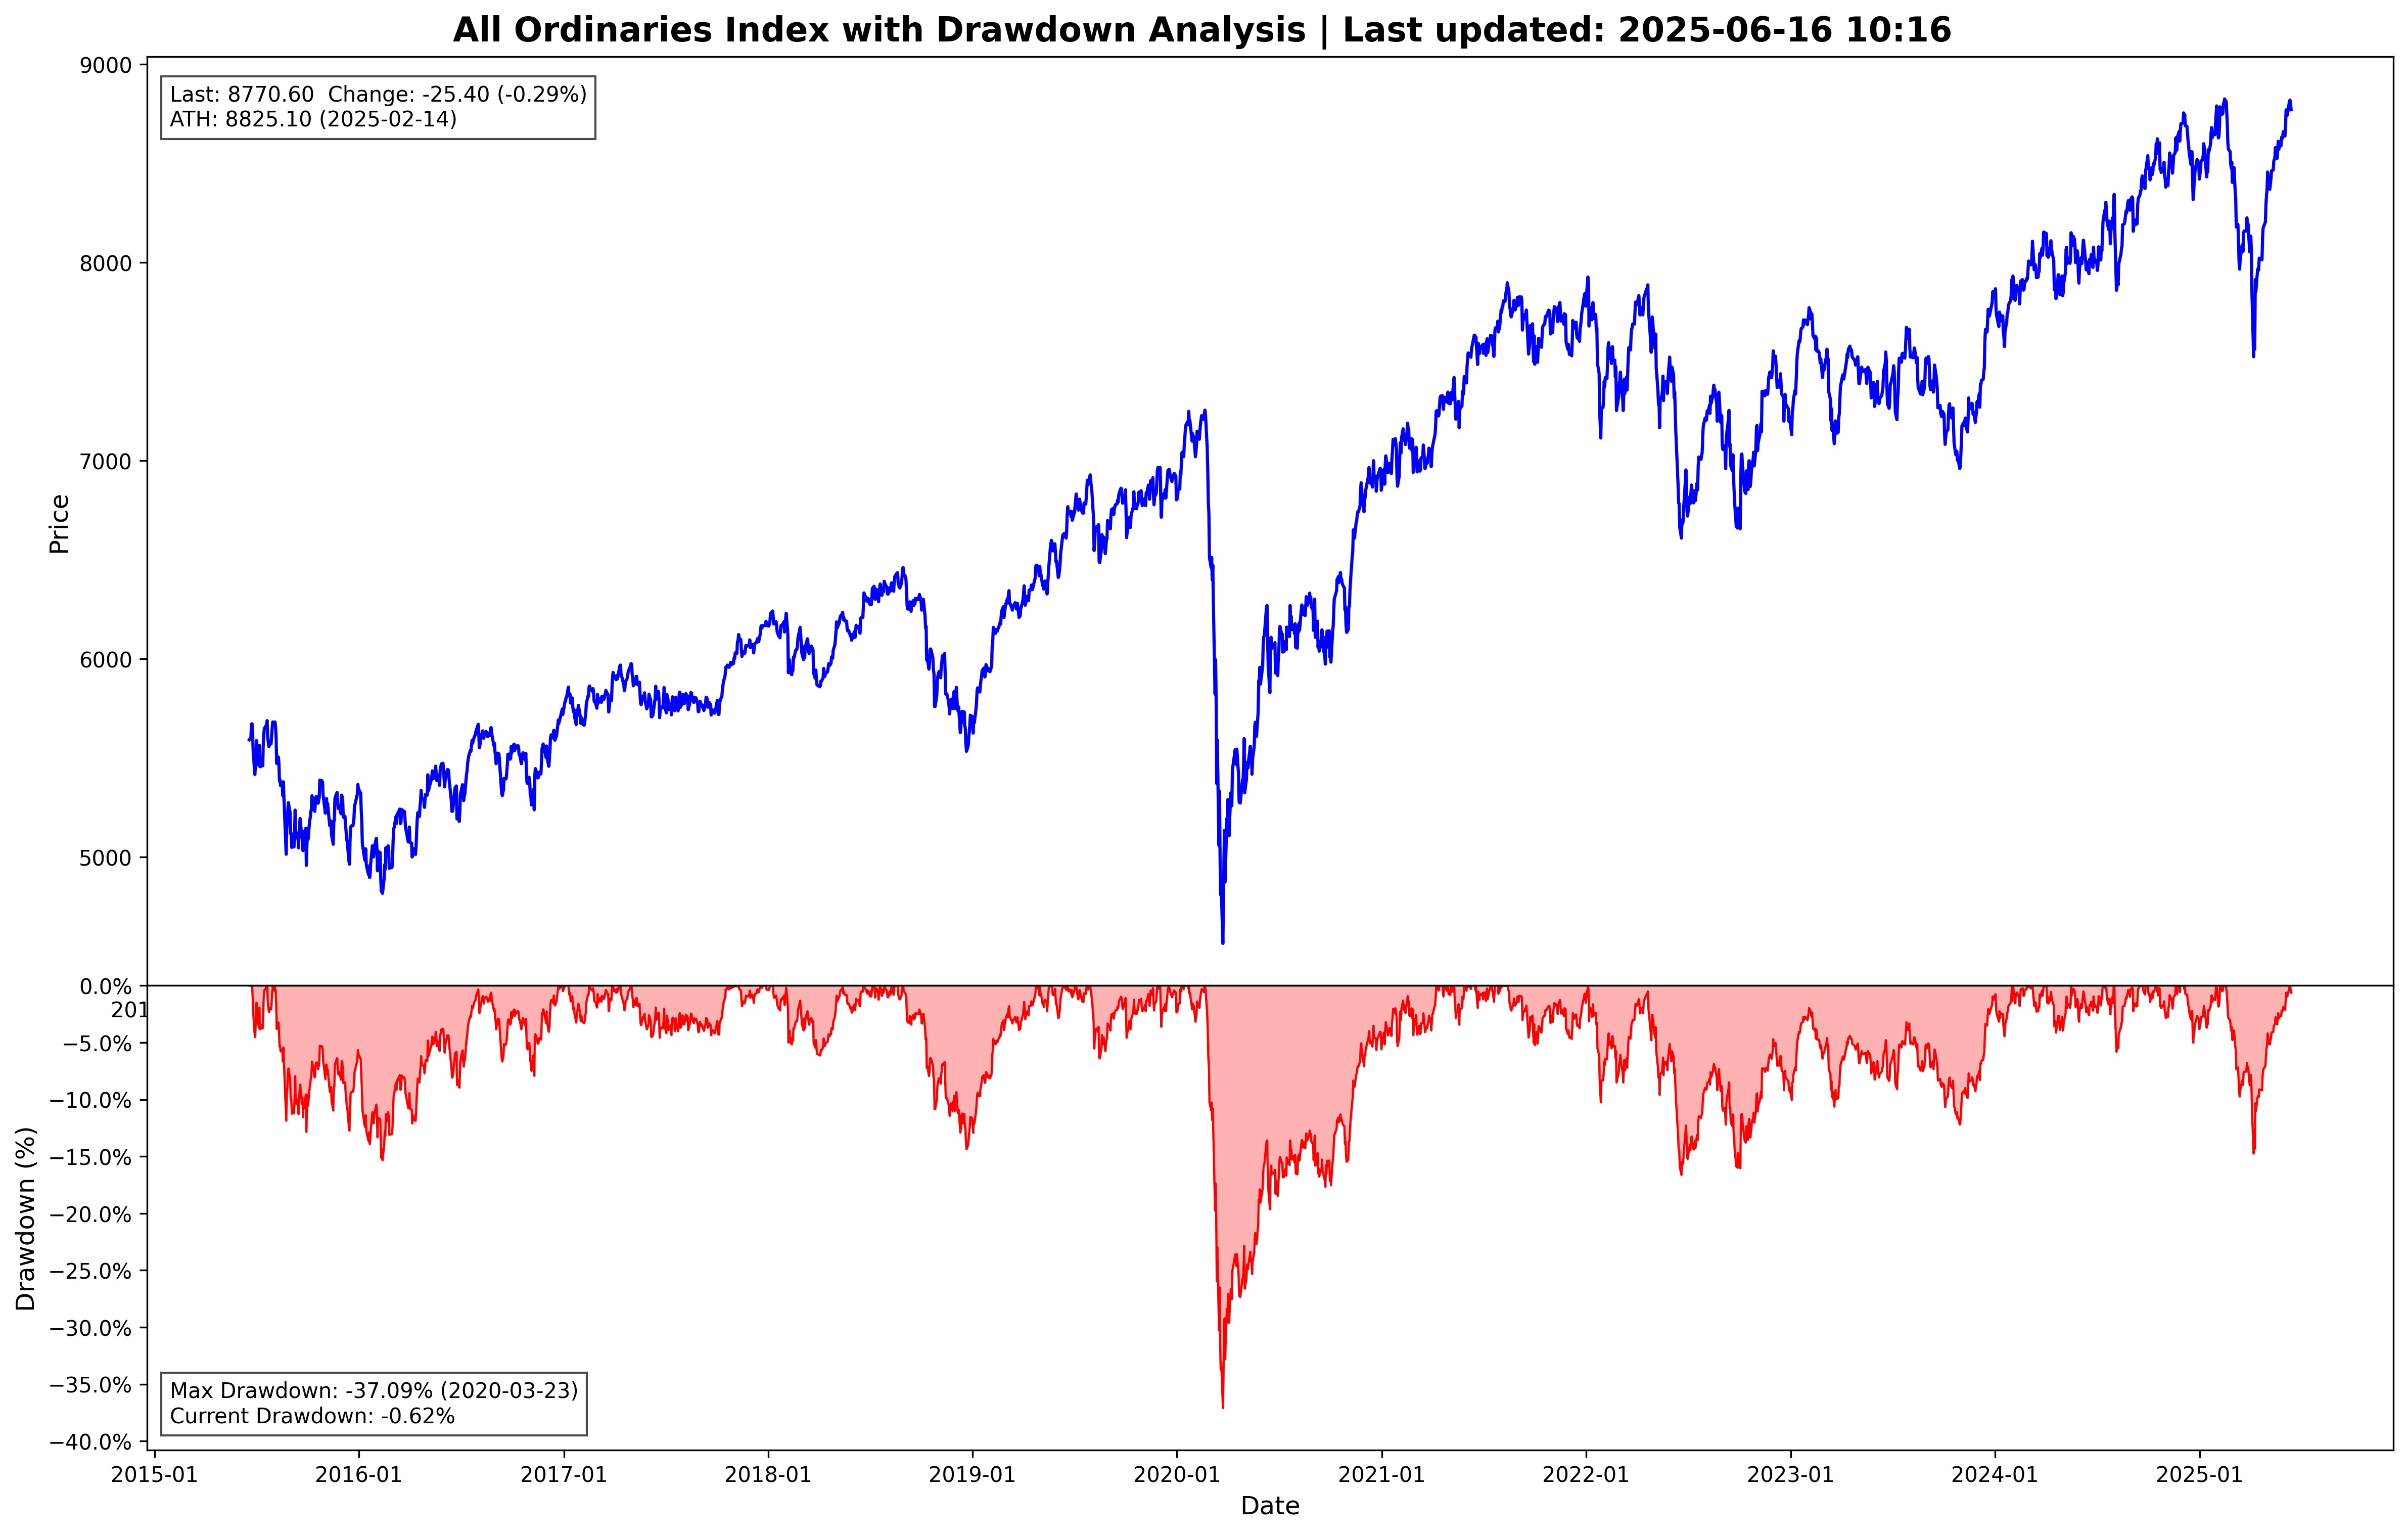 All Ordinaries Index with Drawdown Analysis | Last updated: 2025-06-16 10:16
Last: 8770.60  Change: -25.40 (-0.29%)
ATH: 8825.10 (2025-02-14)
9000
8000
7000
6000
5000
Price
201
0.0%
−5.0%
−10.0%
−15.0%
−20.0%
−25.0%
−30.0%
−35.0%
−40.0%
Drawdown (%)
Max Drawdown: -37.09% (2020-03-23)
Current Drawdown: -0.62%
2015-01 2016-01 2017-01 2018-01 2019-01 2020-01 2021-01 2022-01 2023-01 2024-01 2025-01
Date